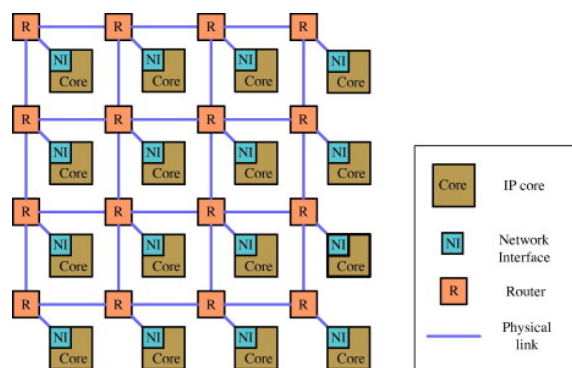 R R R R
NI NI NI NI
Core Core Core Core
R R R R
NI NI NI NI
Core Core Core Core
R R R R
NI NI NI NI
Core Core Core Core
R R R R
NI NI NI NI
Core Core Core Core
Core IP core
NI Network
Interface
R Router
Physical
link